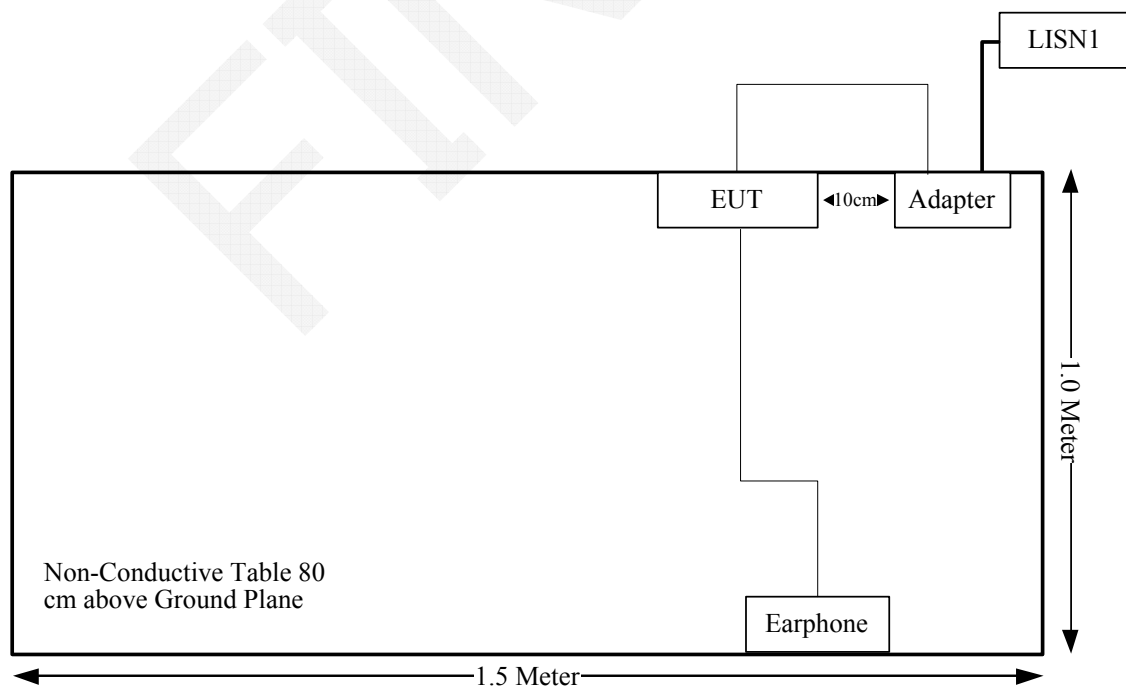 LISN1
EUT
10cm
Adapter
1.0 Meter
Non-Conductive Table 80
cm above Ground Plane
Earphone
1.5 Meter